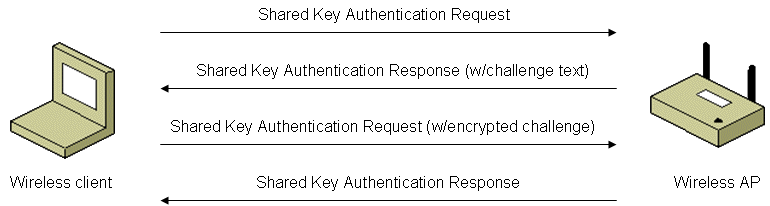 Shared Key Authentication Request
Shared Key Authentication Response (w/challenge text)
Shared Key Authentication Request (w/encrypted challenge)
Wireless client
Shared Key Authentication Response
Wireless AP